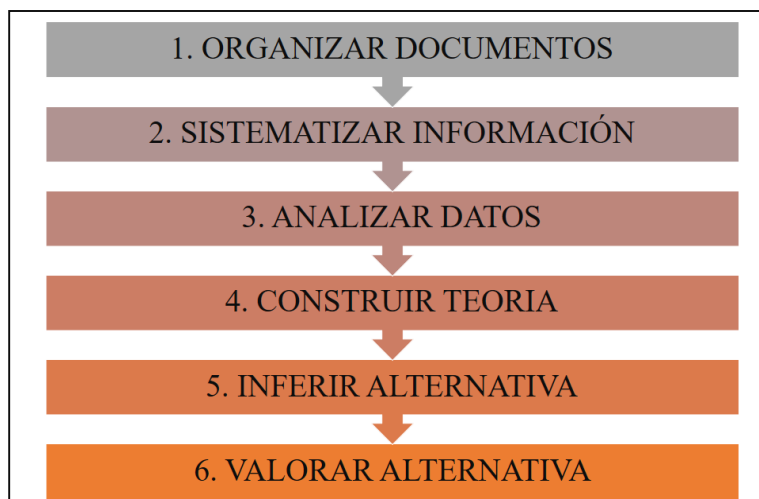 1. ORGANIZAR DOCUMENTOS
2. SISTEMATIZAR INFORMACIÓN
3. ANALIZAR DATOS
4. CONSTRUIR TEORIA
5. INFERIR ALTERNATIVA
6. VALORAR ALTERNATIVA